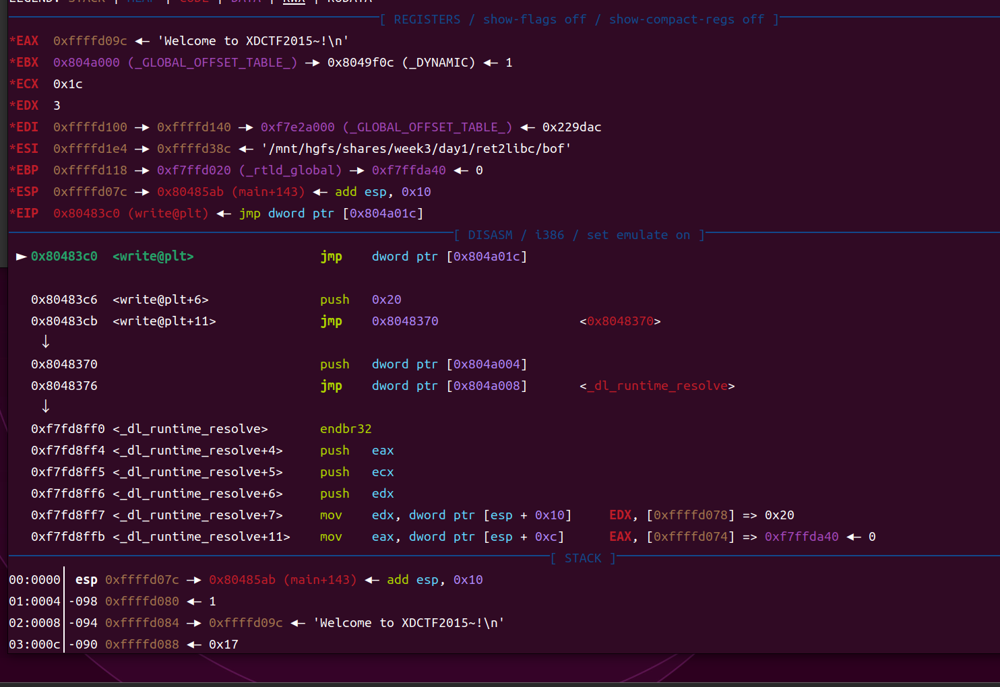 LEGEND: STACK | HEAP | CODE | DATA | RWX | RODATA
[ REGISTERS / show-flags off / show-compact-regs off ]
*EAX  0xffffd09c ◂— 'Welcome to XDCTF2015~!\n'
*EBX  0x804a000 (_GLOBAL_OFFSET_TABLE_) —▸ 0x8049f0c (_DYNAMIC) ◂— 1
*ECX  0x1c
*EDX  3
*EDI  0xffffd100 —▸ 0xffffd140 —▸ 0xf7e2a000 (_GLOBAL_OFFSET_TABLE_) ◂— 0x229dac
*ESI  0xffffd1e4 —▸ 0xffffd38c ◂— '/mnt/hgfs/shares/week3/day1/ret2libc/bof'
*EBP  0xffffd118 —▸ 0xf7ffd020 (_rtld_global) —▸ 0xf7ffda40 ◂— 0
*ESP  0xffffd07c —▸ 0x80485ab (main+143) ◂— add esp, 0x10
*EIP  0x80483c0 (write@plt) ◂— jmp dword ptr [0x804a01c]
[ DISASM / i386 / set emulate on ]
► 0x80483c0  <write@plt>  jmp  dword ptr [0x804a01c]
0x80483c6  <write@plt+6>  push  0x20
0x80483cb  <write@plt+11>  jmp  0x8048370  <0x8048370>
↓
0x8048370  push  dword ptr [0x804a004]
0x8048376  jmp  dword ptr [0x804a008]  <_dl_runtime_resolve>
↓
0xf7fd8ff0 <_dl_runtime_resolve>  endbr32
0xf7fd8ff4 <_dl_runtime_resolve+4>  push  eax
0xf7fd8ff5 <_dl_runtime_resolve+5>  push  ecx
0xf7fd8ff6 <_dl_runtime_resolve+6>  push  edx
0xf7fd8ff7 <_dl_runtime_resolve+7>  mov  edx, dword ptr [esp + 0x10]  EDX, [0xffffd078] => 0x20
0xf7fd8ffb <_dl_runtime_resolve+11>  mov  eax, dword ptr [esp + 0xc]  EAX, [0xffffd074] => 0xf7ffda40 ◂— 0
[ STACK ]
00:0000│ esp 0xffffd07c —▸ 0x80485ab (main+143) ◂— add esp, 0x10
01:0004│-098 0xffffd080 ◂— 1
02:0008│-094 0xffffd084 —▸ 0xffffd09c ◂— 'Welcome to XDCTF2015~!\n'
03:000c│-090 0xffffd088 ◂— 0x17